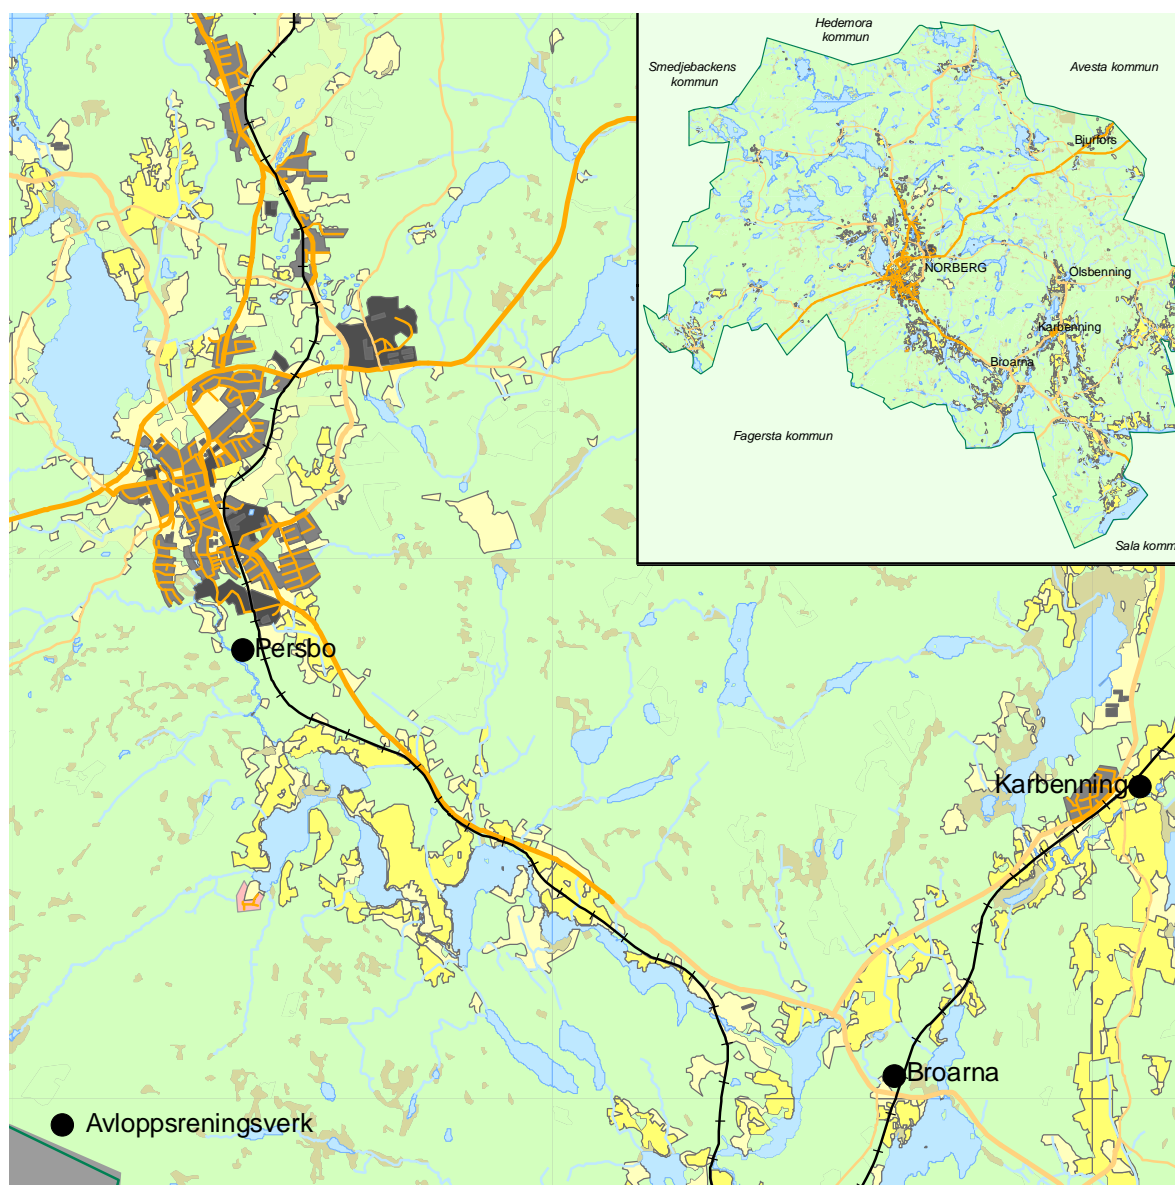 Hedemora
kommun
Smedjebackens
kommun
Avesta kommun
Bjurfors
NORBERG
Olsbenning
Karbenning
Broarna
Fagersta kommun
Sala komm
Persbo
Karbenning
Broarna
Avloppsreningsverk